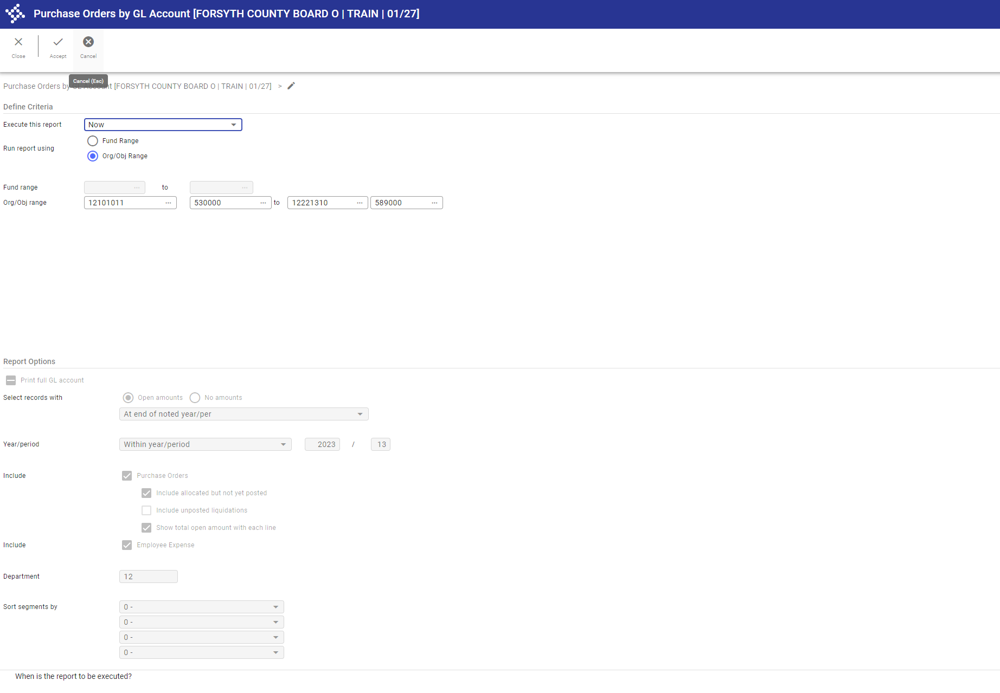 Purchase Orders by GL Account [FORSYTH COUNTY BOARD O | TRAIN | 01/27]
Close Accept Cancel
Cancel (Esc)
Purchase Orders by GL Account [FORSYTH COUNTY BOARD O | TRAIN | 01/27] >
Define Criteria
Execute this report Now
Run report using
Fund Range
Org/Obj Range
Fund range ... to ...
Org/Obj range 12101011 ... 530000 ... to 12221310 ... 589000 ...
Report Options
Print full GL account
Select records with Open amounts No amounts
At end of noted year/per
Year/period Within year/period 2023 / 13
Include Purchase Orders
Include allocated but not yet posted
Include unposted liquidations
Show total open amount with each line
Include Employee Expense
Department 12
Sort segments by 0 -
0 -
0 -
0 -
When is the report to be executed?